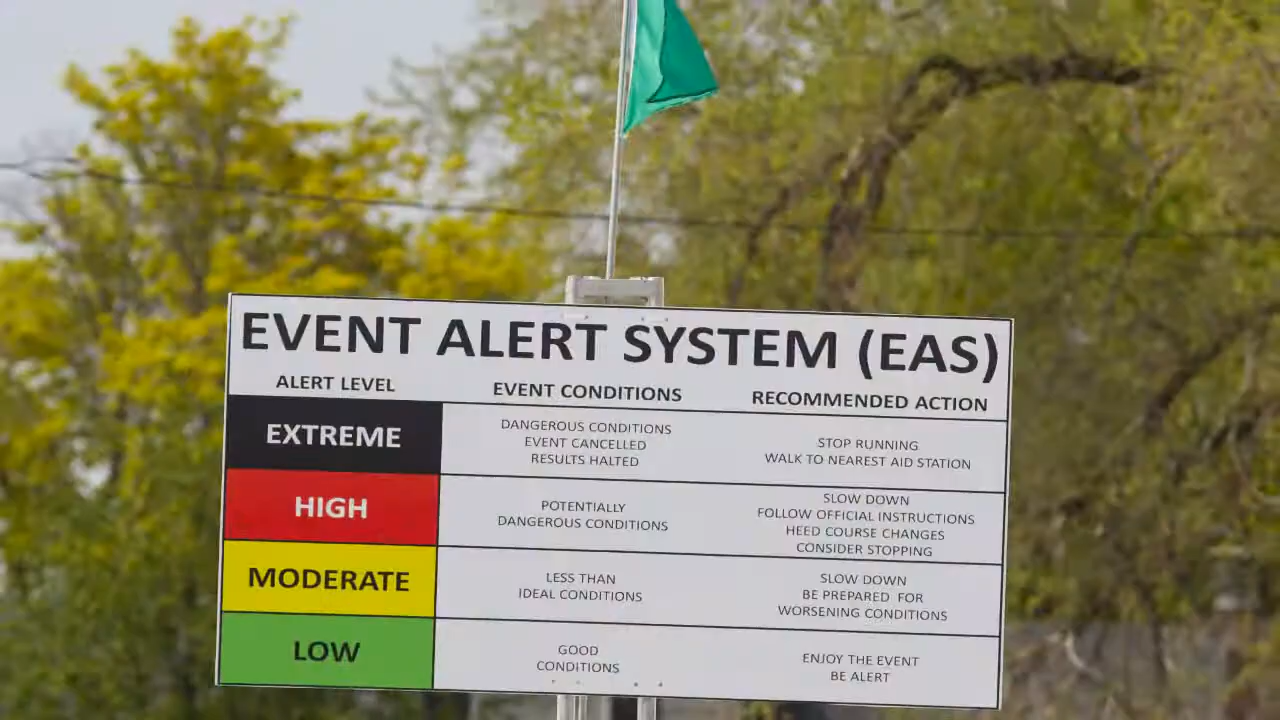 EVENT ALERT SYSTEM (EAS)
ALERT LEVEL
EVENT CONDITIONS
RECOMMENDED ACTION
EXTREME
DANGEROUS CONDITIONS
EVENT CANCELLED
RESULTS HALTED
STOP RUNNING
WALK TO NEAREST AID STATION
HIGH
POTENTIALLY
DANGEROUS CONDITIONS
SLOW DOWN
FOLLOW OFFICIAL INSTRUCTIONS
HEED COURSE CHANGES
CONSIDER STOPPING
MODERATE
LESS THAN
IDEAL CONDITIONS
SLOW DOWN
BE PREPARED FOR
WORSENING CONDITIONS
LOW
GOOD
CONDITIONS
ENJOY THE EVENT
BE ALERT